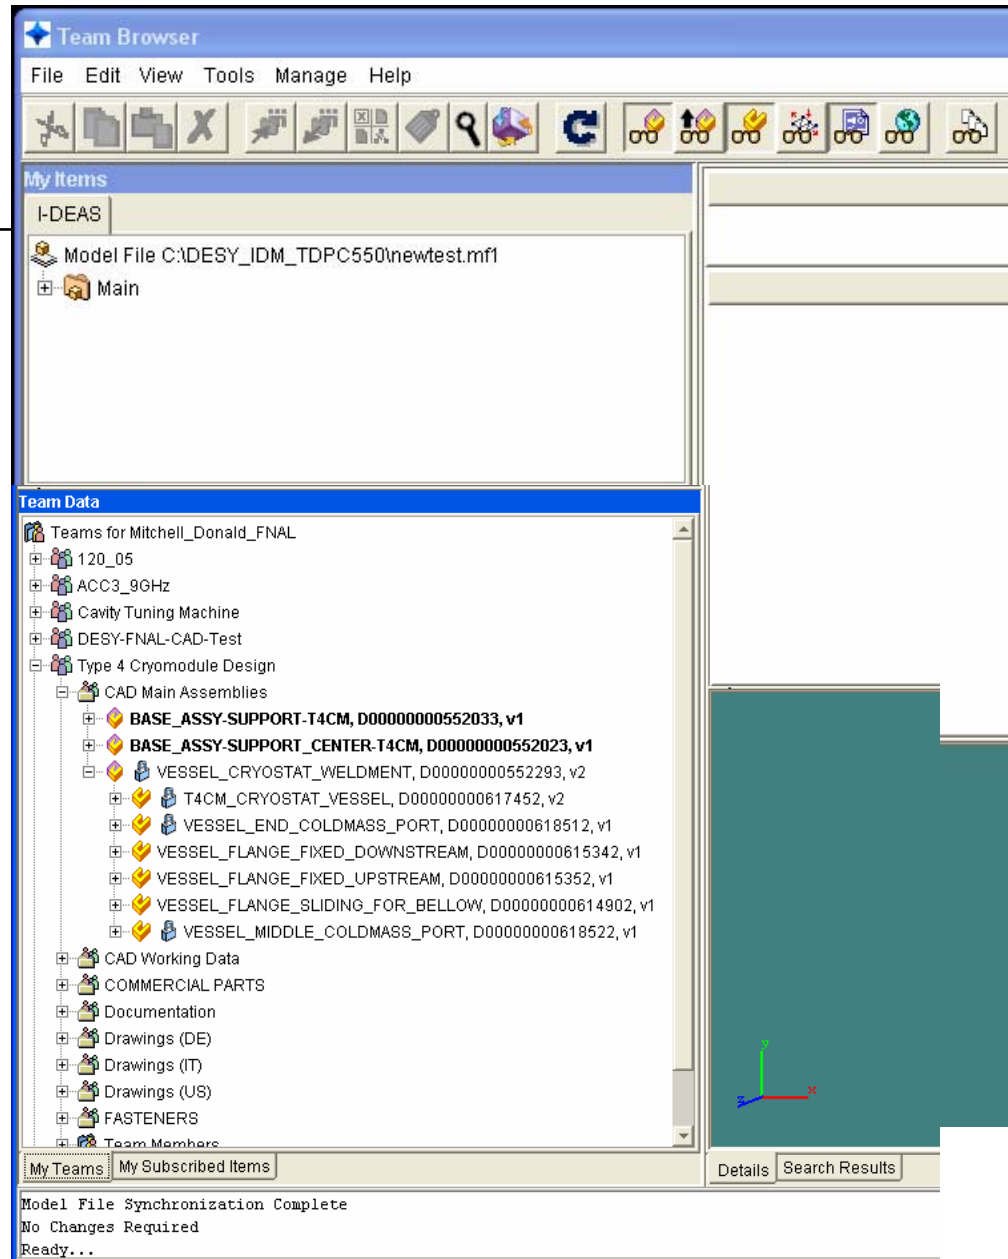 Team Browser
File Edit View Tools Manage Help
My Items
I-DEAS
Model File C:\DESY_IDM_TDPC550\newtest.mf1
Main
Team Data
Teams for Mitchell_Donald_FNAL
120_05
ACC3_9GHz
Cavity Tuning Machine
DESY-FNAL-CAD-Test
Type 4 Cryomodule Design
CAD Main Assemblies
BASE_ASSY-SUPPORT-T4CM, D00000000552033, v1
BASE_ASSY-SUPPORT_CENTER-T4CM, D00000000552023, v1
VESSEL_CRYOSTAT_WELDMENT, D00000000552293, v2
T4CM_CRYOSTAT_VESSEL, D00000000617452, v2
VESSEL_END_COLDMASS_PORT, D00000000618512, v1
VESSEL_FLANGE_FIXED_DOWNSTREAM, D00000000615342, v1
VESSEL_FLANGE_FIXED_UPSTREAM, D00000000615352, v1
VESSEL_FLANGE_SLIDING_FOR_BELLOW, D00000000614902, v1
VESSEL_MIDDLE_COLDMASS_PORT, D00000000618522, v1
CAD Working Data
COMMERCIAL PARTS
Documentation
Drawings (DE)
Drawings (IT)
Drawings (US)
FASTENERS
Team Members
y
x
z
My Teams My Subscribed Items
Details Search Results
Model File Synchronization Complete
No Changes Required
Ready...